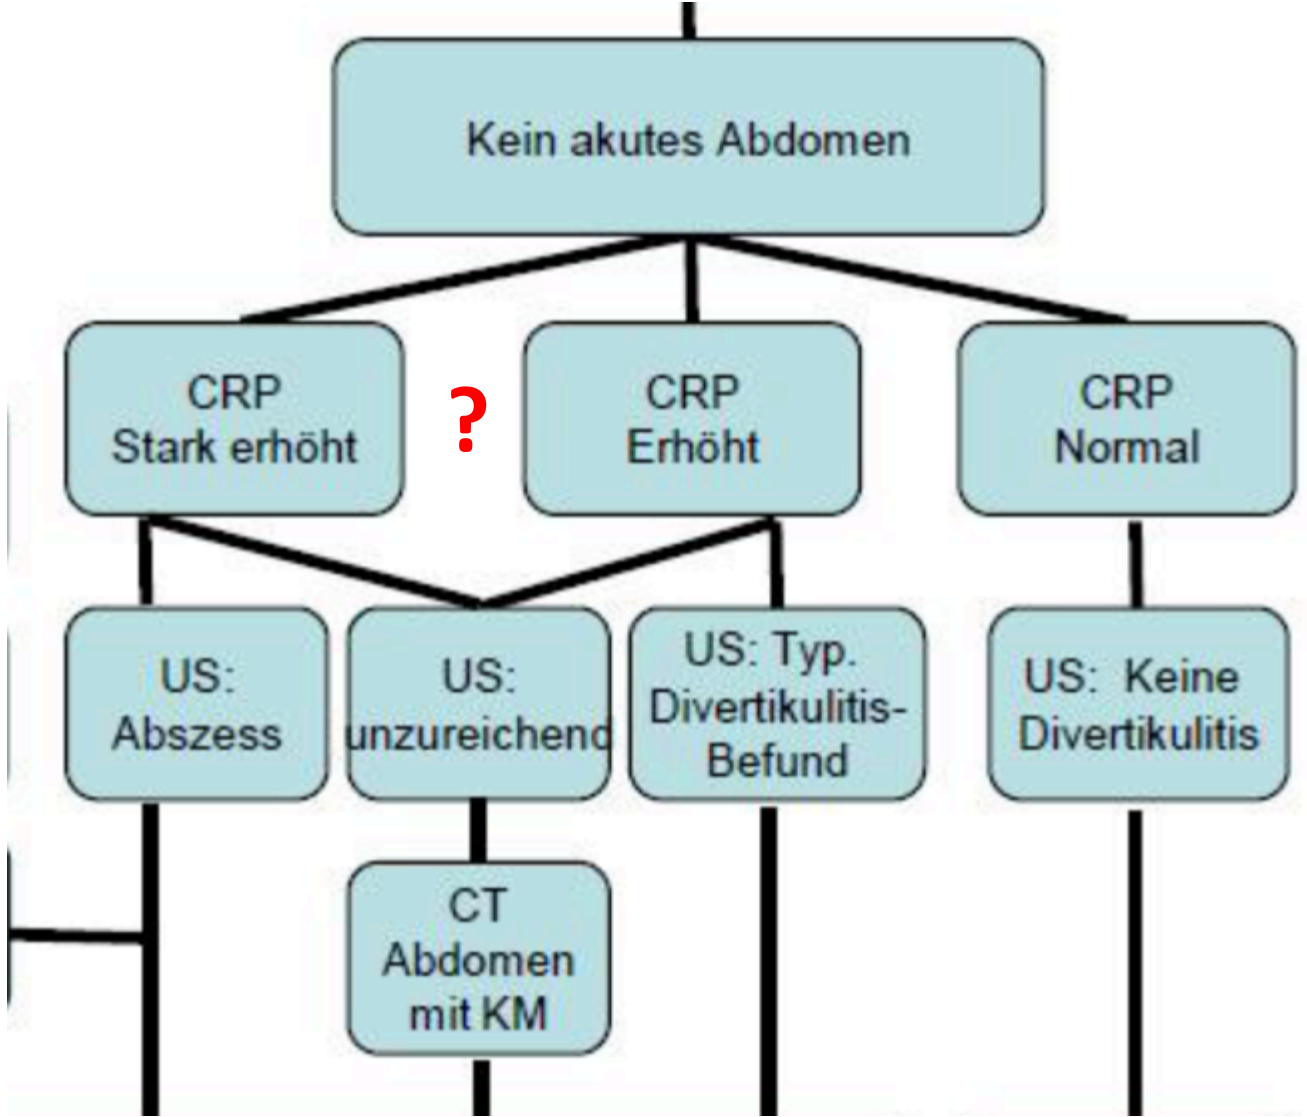 Kein akutes Abdomen
CRP
Stark erhöht
?
CRP
Erhöht
CRP
Normal
US:
Abszess
US:
unzureichend
US: Typ.
Divertikulitis-
Befund
US: Keine
Divertikulitis
CT
Abdomen
mit KM